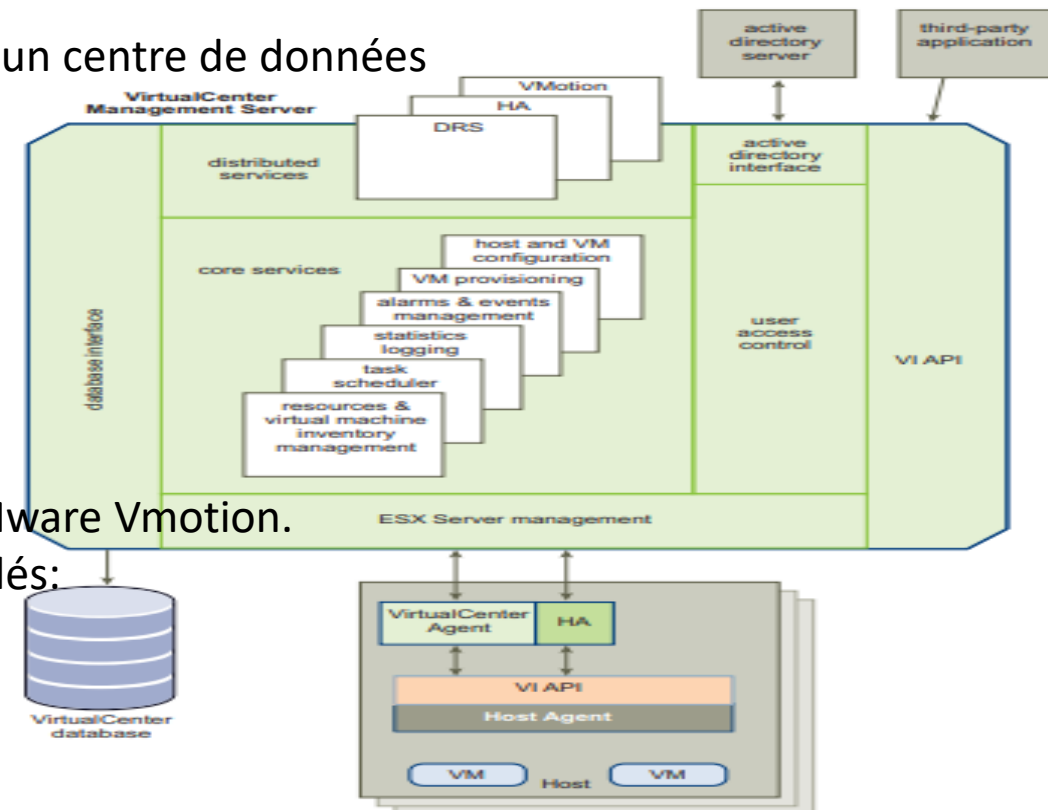 un centre de données
active
directory
server
third-party
application
VirtualCenter
Management Server
VMotion
HA
DRS
distributed
services
active
directory
interface
core services
host and VM
configuration
VM provisioning
alarms & events
management
statistics
logging
task
scheduler
resources &
virtual machine
inventory
management
database interface
user
access
control
VI API
ware Vmotion.
ESX Server management
lés:
VirtualCenter
Agent
HA
VI API
Host Agent
VirtualCenter
database
VM
Host
VM